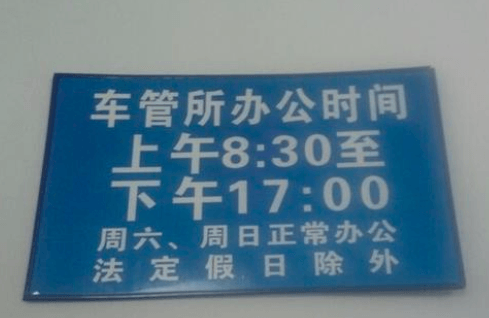 车管所办公时间
上午8:30至
下午17:00
周六、周日正常办公
法定假日除外